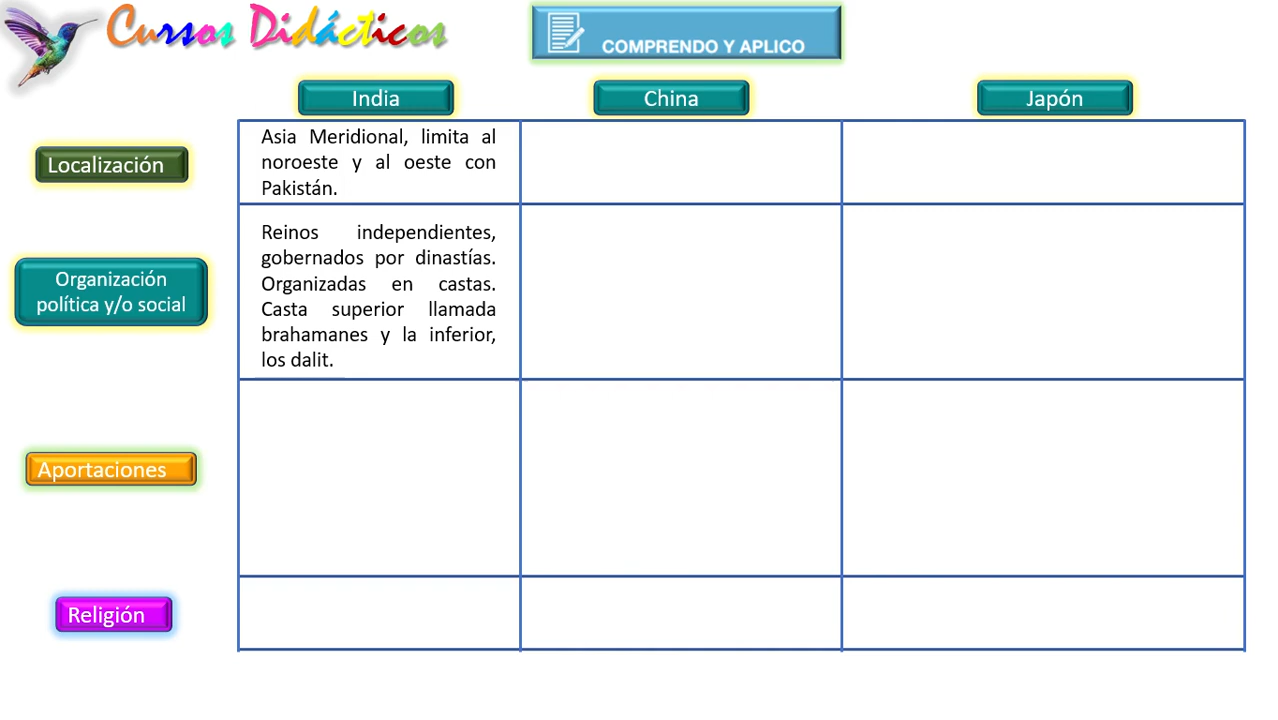 Cursos Didácticos
COMPRENDO Y APLICO
India
China
Japón
Localización
Asia Meridional, limita al
noroeste y al oeste con
Pakistán.
Organización
política y/o social
Reinos independientes,
gobernados por dinastías.
Organizadas en castas.
Casta superior llamada
brahamanes y la inferior,
los dalit.
Aportaciones
Religión